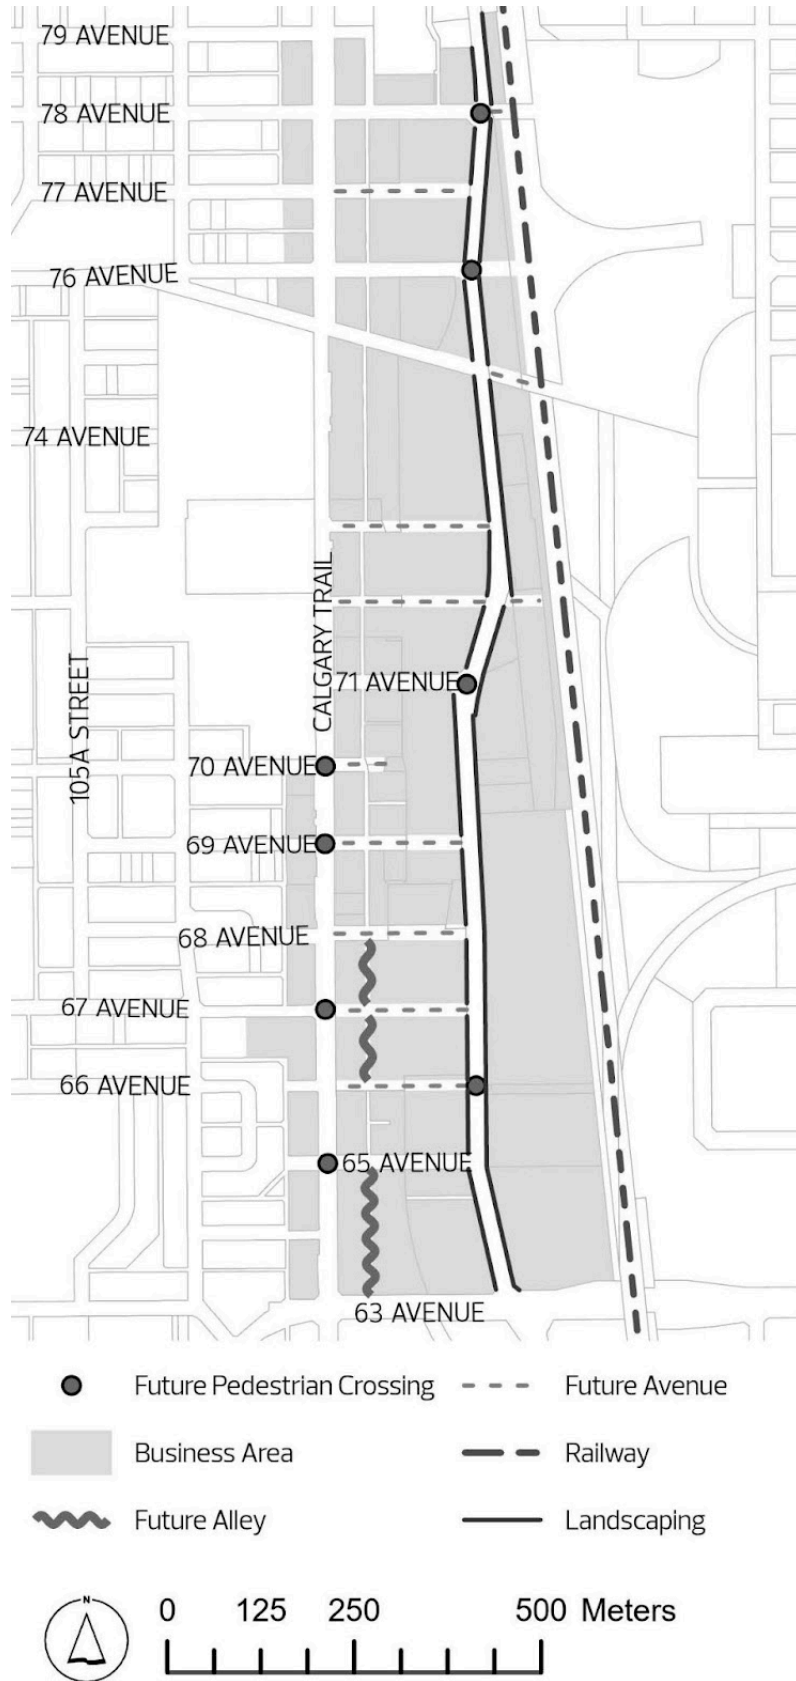 79 AVENUE
78 AVENUE
77 AVENUE
76 AVENUE
74 AVENUE
CALGARY TRAIL
105A STREET
71 AVENUE
70 AVENUE
69 AVENUE
68 AVENUE
67 AVENUE
66 AVENUE
65 AVENUE
63 AVENUE
Future Pedestrian Crossing
Future Avenue
Business Area
Railway
Future Alley
Landscaping
N
0 125 250 500 Meters